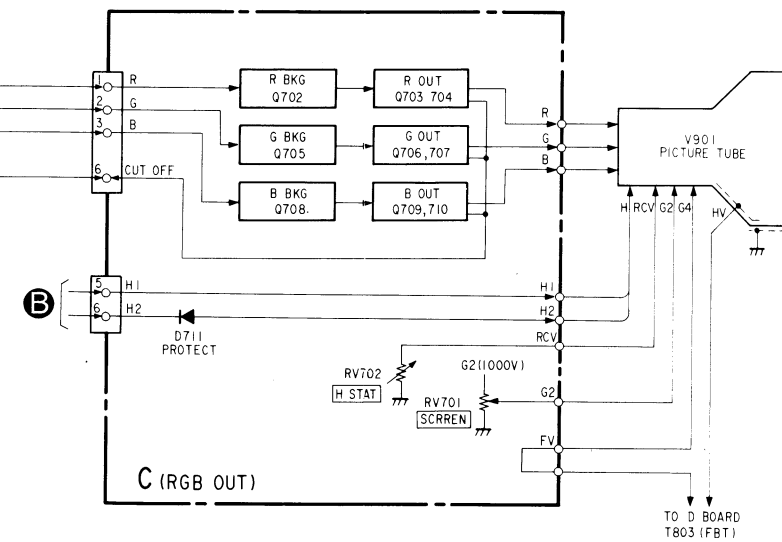 1 R
2 G
3 B
6 CUT OFF
R BKG
Q702
R OUT
Q703 704
G BKG
Q705
G OUT
Q706,707
B BKG
Q708.
B OUT
Q709,710
R
G
B
V901
PICTURE TUBE
H RCV G2 G4
HV
B
5 H1
6 H2
D711
PROTECT
H1
H2
RCV
RV702
H STAT
G2(1000V)
RV701
SCRREN
G2
FV
C (RGB OUT)
TO D BOARD
T803 (FBT)